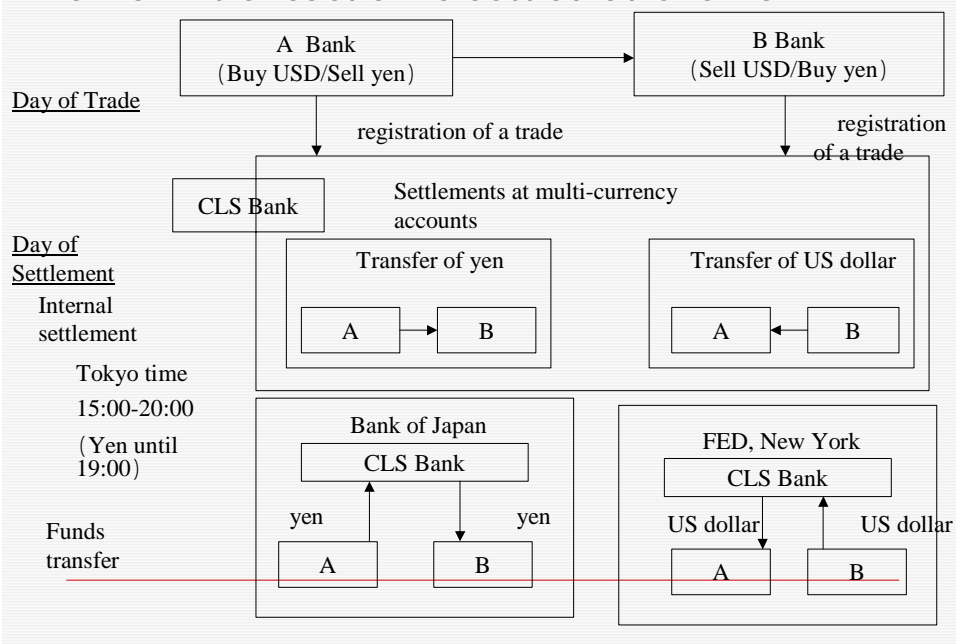 A Bank
(Buy USD/Sell yen)
B Bank
(Sell USD/Buy yen)
Day of Trade
registration of a trade
registration
of a trade
CLS Bank
Settlements at multi-currency
accounts
Day of
Settlement
Transfer of yen
Transfer of US dollar
Internal
settlement
A
B
A
B
Tokyo time
15:00-20:00
(Yen until
19:00)
Bank of Japan
CLS Bank
yen
yen
A
B
FED, New York
CLS Bank
US dollar
US dollar
A
B
Funds
transfer